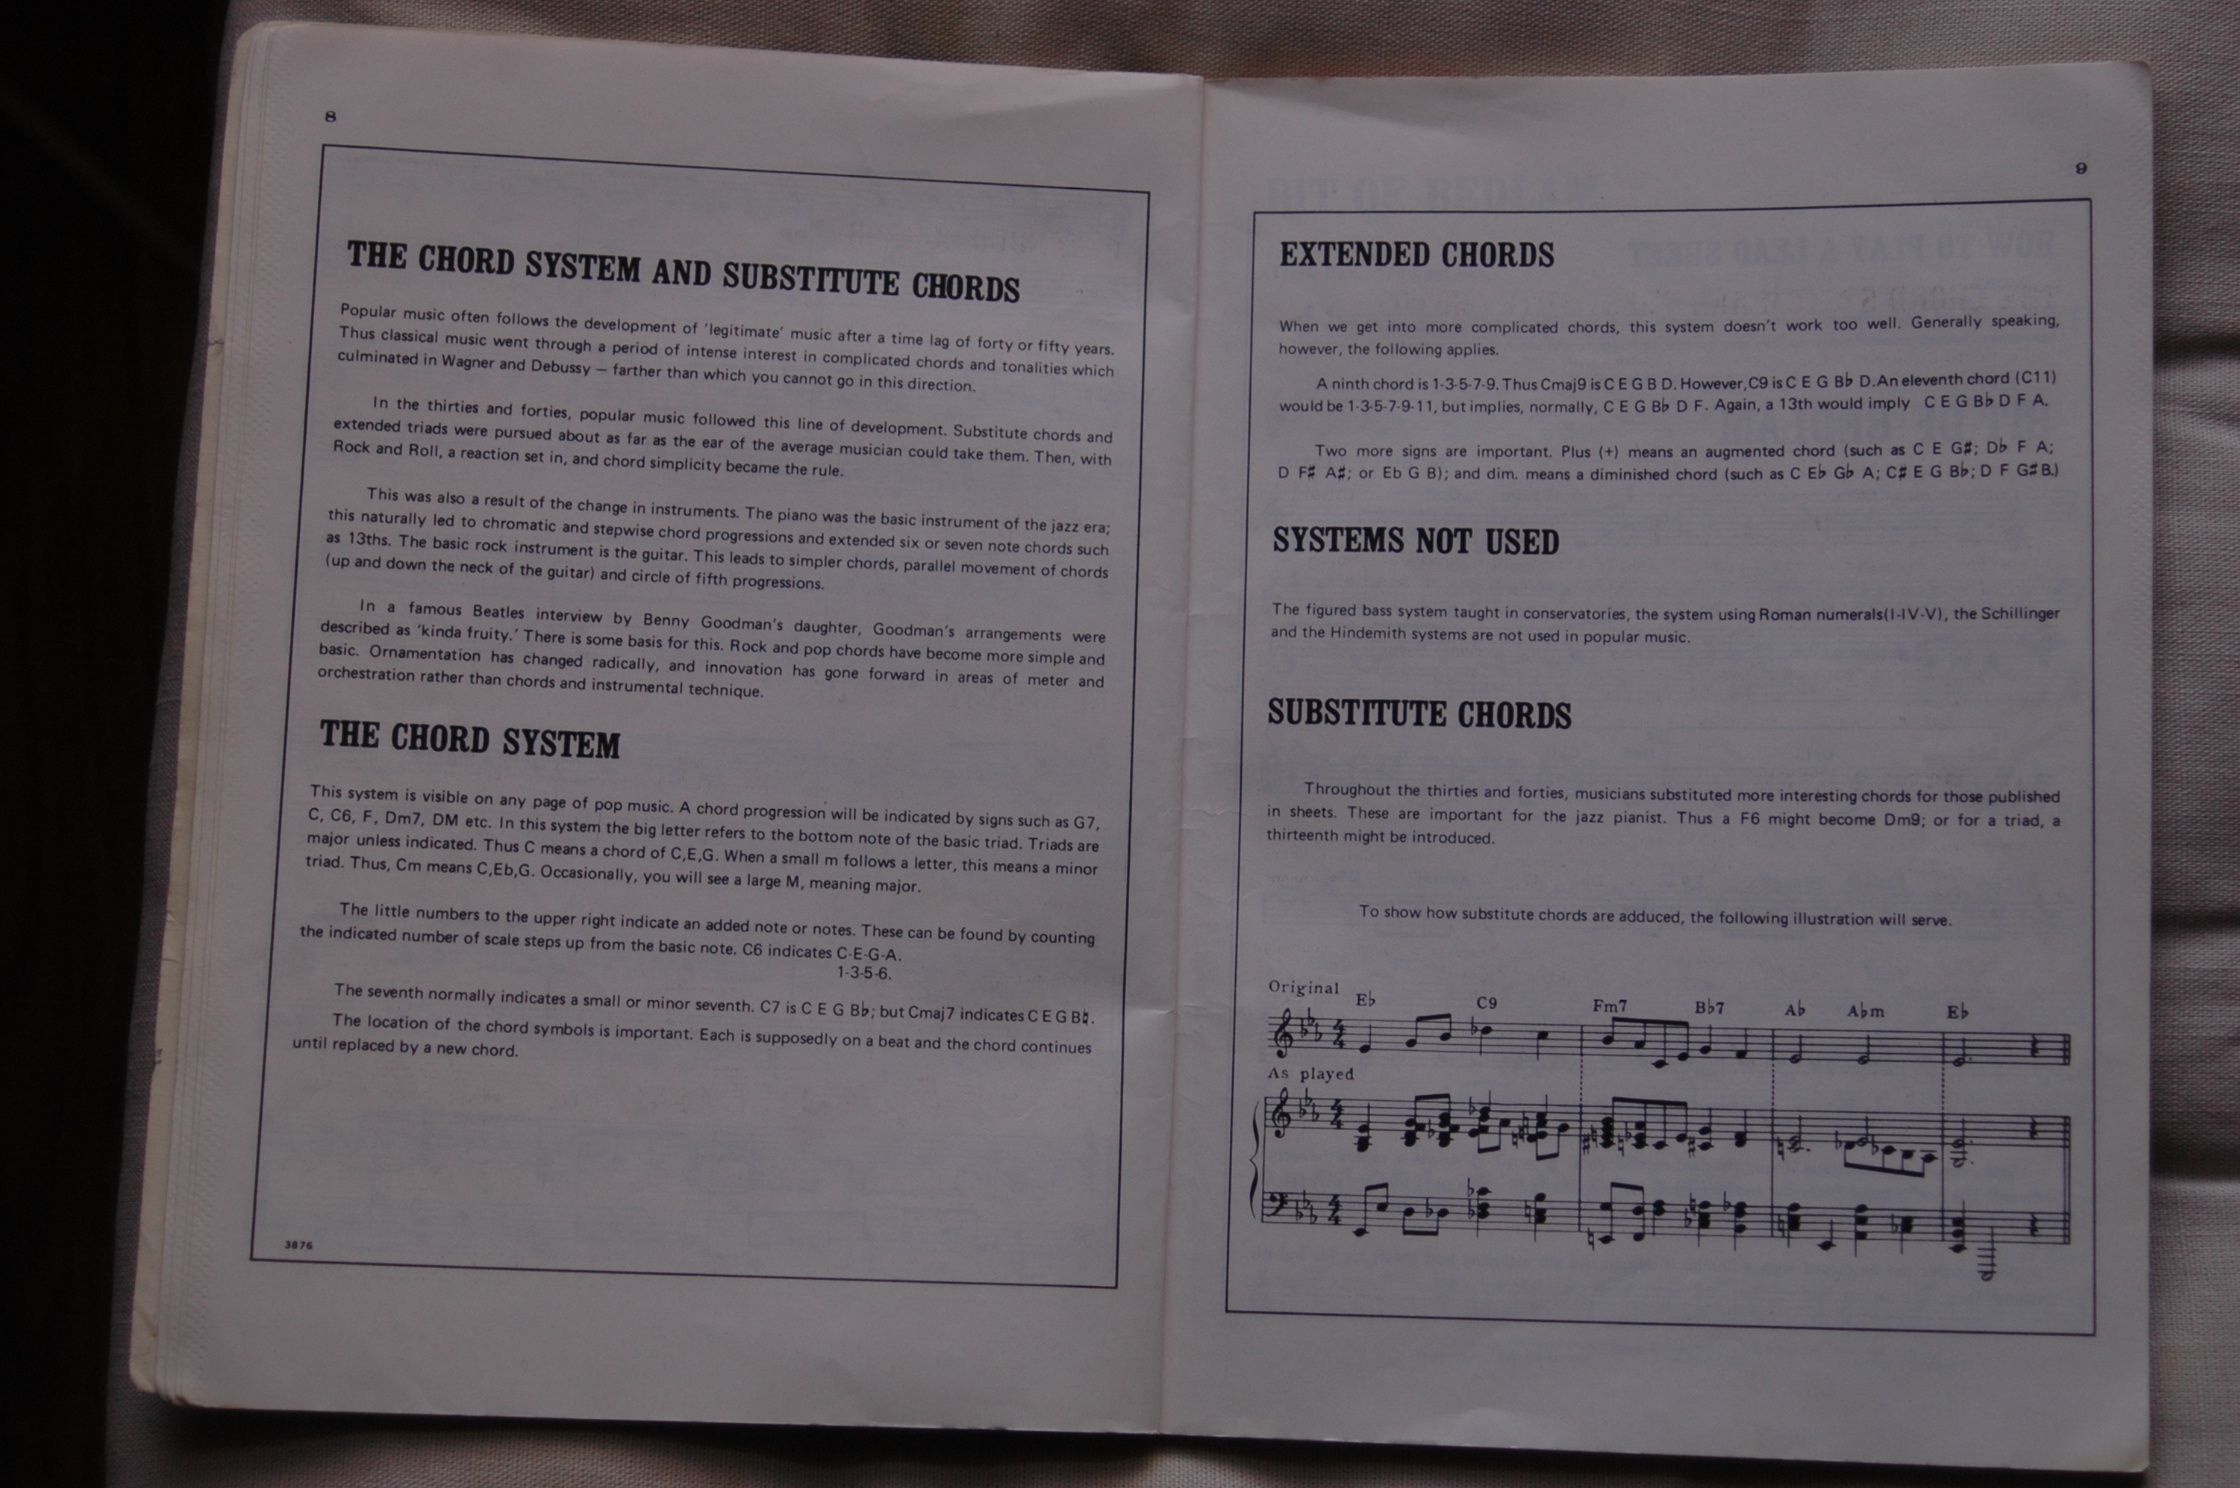 8
THE CHORD SYSTEM AND SUBSTITUTE CHORDS
Popular music often follows the development of 'legitimate' music after a time lag of forty or fifty years.
Thus classical music went through a period of intense interest in complicated chords and tonalities which
culminated in Wagner and Debussy — farther than which you cannot go in this direction.
In the thirties and forties, popular music followed this line of development. Substitute chords and
extended triads were pursued about as far as the ear of the average musician could take them. Then, with
Rock and Roll, a reaction set in, and chord simplicity became the rule.
This was also a result of the change in instruments. The piano was the basic instrument of the jazz era;
this naturally led to chromatic and stepwise chord progressions and extended six or seven note chords such
as 13ths. The basic rock instrument is the guitar. This leads to simpler chords, parallel movement of chords
(up and down the neck of the guitar) and circle of fifth progressions.
In a famous Beatles interview by Benny Goodman's daughter, Goodman's arrangements were
described as 'kinda fruity.' There is some basis for this. Rock and pop chords have become more simple and
basic. Ornamentation has changed radically, and innovation has gone forward in areas of meter and
orchestration rather than chords and instrumental technique.
THE CHORD SYSTEM
This system is visible on any page of pop music. A chord progression will be indicated by signs such as G7,
C, C6, F, Dm7, DM etc. In this system the big letter refers to the bottom note of the basic triad. Triads are
major unless indicated. Thus C means a chord of C,E,G. When a small m follows a letter, this means a minor
triad. Thus, Cm means C,Eb,G. Occasionally, you will see a large M, meaning major.
The little numbers to the upper right indicate an added note or notes. These can be found by counting
the indicated number of scale steps up from the basic note. C6 indicates C-E-G-A.
1-3-5-6.
The seventh normally indicates a small or minor seventh. C7 is C E G B♭; but Cmaj7 indicates C E G B♮.
The location of the chord symbols is important. Each is supposedly on a beat and the chord continues
until replaced by a new chord.
3876
9
EXTENDED CHORDS
When we get into more complicated chords, this system doesn't work too well. Generally speaking,
however, the following applies.
A ninth chord is 1-3-5-7-9. Thus Cmaj9 is C E G B D. However, C9 is C E G B♭ D. An eleventh chord (C11)
would be 1-3-5-7-9-11, but implies, normally, C E G B♭ D F. Again, a 13th would imply C E G B♭ D F A.
Two more signs are important. Plus (+) means an augmented chord (such as C E G♯; D♭ F A;
D F♯ A♯; or Eb G B); and dim. means a diminished chord (such as C E♭ G♭ A; C♯ E G B♭; D F G♯ B.)
SYSTEMS NOT USED
The figured bass system taught in conservatories, the system using Roman numerals(I-IV-V), the Schillinger
and the Hindemith systems are not used in popular music.
SUBSTITUTE CHORDS
Throughout the thirties and forties, musicians substituted more interesting chords for those published
in sheets. These are important for the jazz pianist. Thus a F6 might become Dm9; or for a triad, a
thirteenth might be introduced.
To show how substitute chords are adduced, the following illustration will serve.
Original E♭ C9 Fm7 B♭7 A♭ A♭m E♭
4/4
As played
4/4
4/4